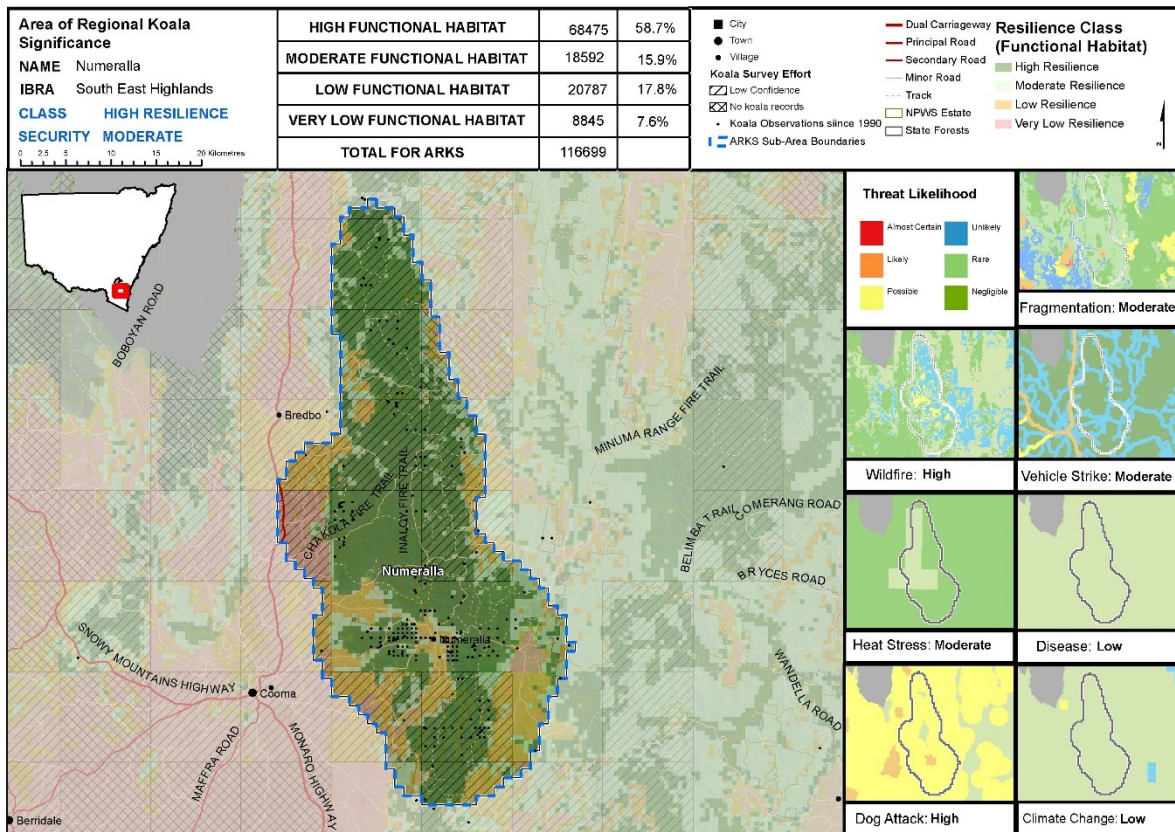 Area of Regional Koala
Significance
NAME Numeralla
IBRA South East Highlands
CLASS HIGH RESILIENCE
SECURITY MODERATE
0 2.5 5 10 15 20 Kilometres
HIGH FUNCTIONAL HABITAT 68475 58.7%
MODERATE FUNCTIONAL HABITAT 18592 15.9%
LOW FUNCTIONAL HABITAT 20787 17.8%
VERY LOW FUNCTIONAL HABITAT 8845 7.6%
TOTAL FOR ARKS 116699
City
Town
Village
Koala Survey Effort
Low Confidence
No koala records
Koala Observations siince 1990
ARKS Sub-Area Boundaries
Dual Carriageway
Principal Road
Secondary Road
Minor Road
Track
NPWS Estate
State Forests
Resilience Class
(Functional Habitat)
High Resilience
Moderate Resilience
Low Resilience
Very Low Resilience
N
BOBOYAN ROAD
Bredbo
MINUMA RANGE FIRE TRAIL
CHAKOLA FIRE TRAIL
INALGY FIRE TRAIL
BELIMBA TRAIL
COMERANG ROAD
BRYCES ROAD
Numeralla
Numeralla
WANDELLA ROAD
SNOWY MOUNTAINS HIGHWAY
Cooma
MAFFRA ROAD
MONARO HIGHWAY
Berridale
Threat Likelihood
Almost Certain
Unlikely
Likely
Rare
Possible
Negligible
Fragmentation: Moderate
Wildfire: High
Vehicle Strike: Moderate
Heat Stress: Moderate
Disease: Low
Dog Attack: High
Climate Change: Low